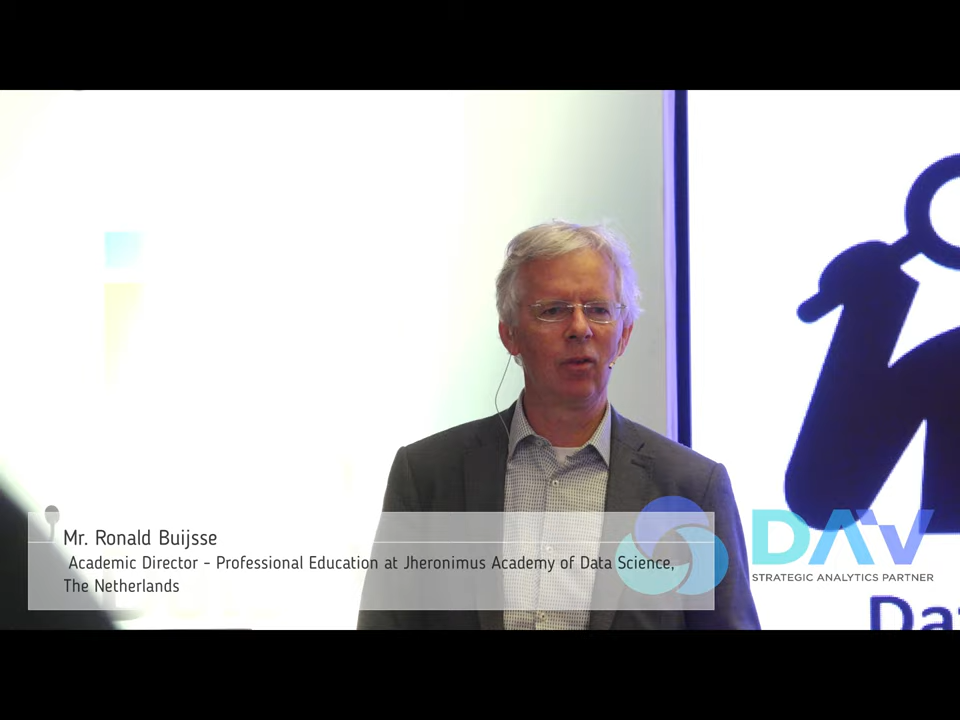 Mr. Ronald Buijsse
Academic Director - Professional Education at Jheronimus Academy of Data Science,
The Netherlands
DAV
STRATEGIC ANALYTICS PARTNER